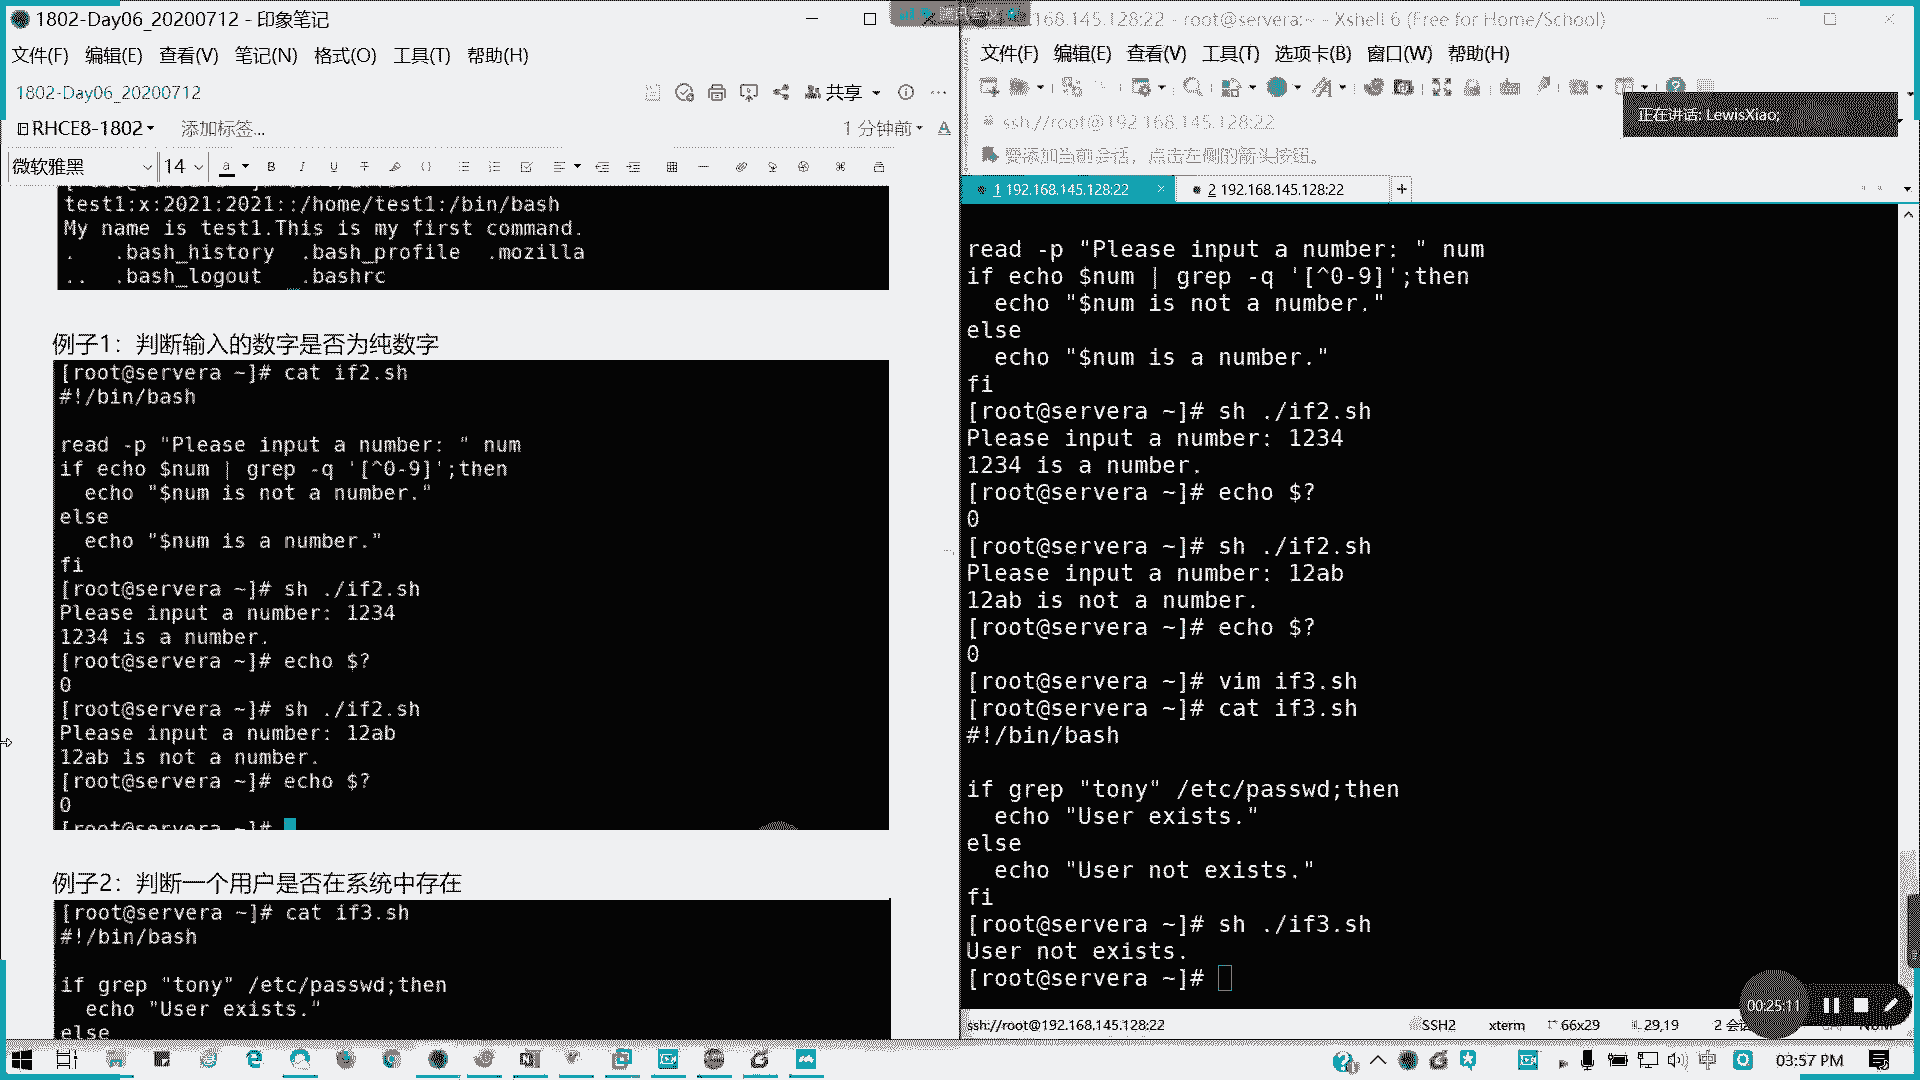 1802-Day06_20200712 - 印象笔记
文件(F) 编辑(E) 查看(V) 笔记(N) 格式(O) 工具(T) 帮助(H)
1802-Day06_20200712
共享
RHCE8-1802
添加标签...
1 分钟前
微软雅黑
14
test1:x:2021:2021::/home/test1:/bin/bash
My name is test1.This is my first command.
.   .bash_history  .bash_profile  .mozilla
..  .bash_logout   .bashrc
例子1：判断输入的数字是否为纯数字
[root@servera ~]# cat if2.sh
#!/bin/bash
read -p "Please input a number: " num
if echo $num | grep -q '[^0-9]';then
  echo "$num is not a number."
else
  echo "$num is a number."
fi
[root@servera ~]# sh ./if2.sh
Please input a number: 1234
1234 is a number.
[root@servera ~]# echo $?
0
[root@servera ~]# sh ./if2.sh
Please input a number: 12ab
12ab is not a number.
[root@servera ~]# echo $?
0
[root@servera ~]#
例子2：判断一个用户是否在系统中存在
[root@servera ~]# cat if3.sh
#!/bin/bash
if grep "tony" /etc/passwd;then
  echo "User exists."
else
192.168.145.128:22 - root@servera:~ - Xshell 6 (Free for Home/School)
文件(F) 编辑(E) 查看(V) 工具(T) 选项卡(B) 窗口(W) 帮助(H)
ssh://root@192.168.145.128:22
正在讲话: LewisXiao;
要添加当前会话，点击左侧的箭头按钮。
1 192.168.145.128:22
2 192.168.145.128:22
read -p "Please input a number: " num
if echo $num | grep -q '[^0-9]';then
  echo "$num is not a number."
else
  echo "$num is a number."
fi
[root@servera ~]# sh ./if2.sh
Please input a number: 1234
1234 is a number.
[root@servera ~]# echo $?
0
[root@servera ~]# sh ./if2.sh
Please input a number: 12ab
12ab is not a number.
[root@servera ~]# echo $?
0
[root@servera ~]# vim if3.sh
[root@servera ~]# cat if3.sh
#!/bin/bash
if grep "tony" /etc/passwd;then
  echo "User exists."
else
  echo "User not exists."
fi
[root@servera ~]# sh ./if3.sh
User not exists.
[root@servera ~]#
00:25:11
ssh://root@192.168.145.128:22
SSH2
xterm
66x29
29,19
2 会
NUM
中
03:57 PM